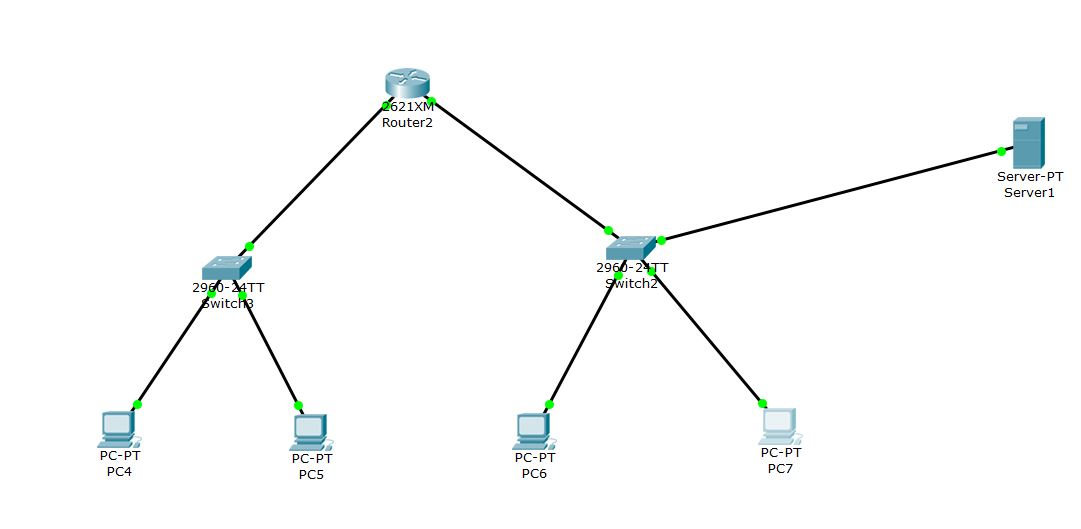 2621XM
Router2
Server-PT
Server1
2960-24TT
Switch2
2960-24TT
Switch3
PC-PT
PC4
PC-PT
PC5
PC-PT
PC6
PC-PT
PC7